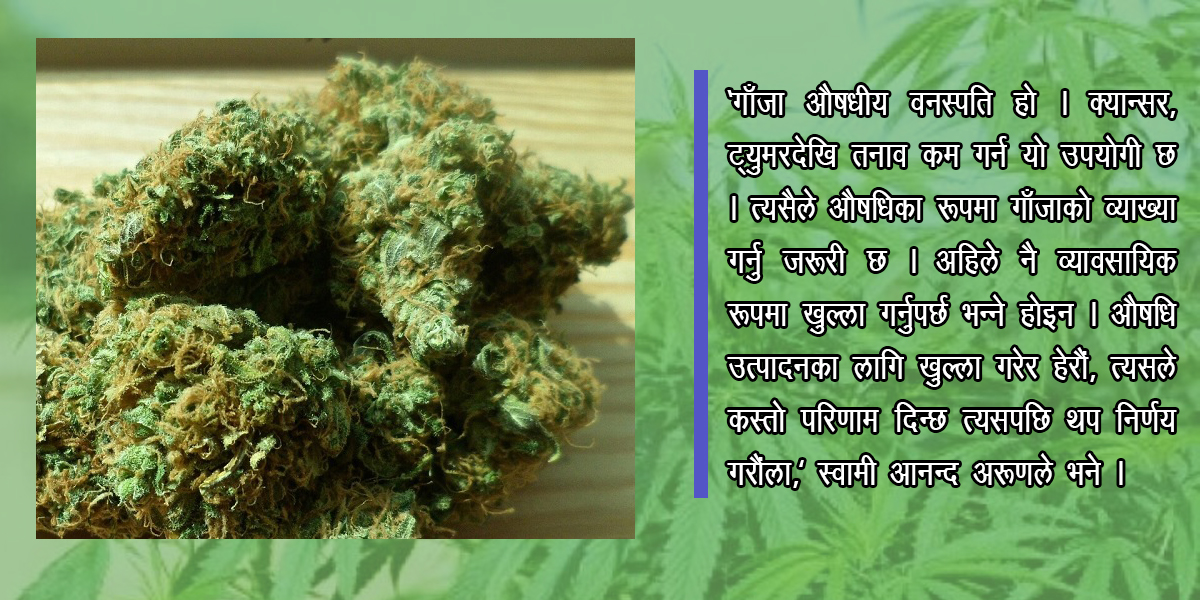 ‘गाँजा औषधीय वनस्पति हो । क्यान्सर,
ट्युमरदेखि तनाव कम गर्न यो उपयोगी छ
। त्यसैले औषधिका रूपमा गाँजाको व्याख्या
गर्नु जरूरी छ । अहिले नै व्यावसायिक
रूपमा खुल्ला गर्नुपर्छ भन्ने होइन । औषधि
उत्पादनका लागि खुल्ला गरेर हेरौं, त्यसले
कस्तो परिणाम दिन्छ त्यसपछि थप निर्णय
गरौंला,‘ स्वामी आनन्द अरूणले भने ।